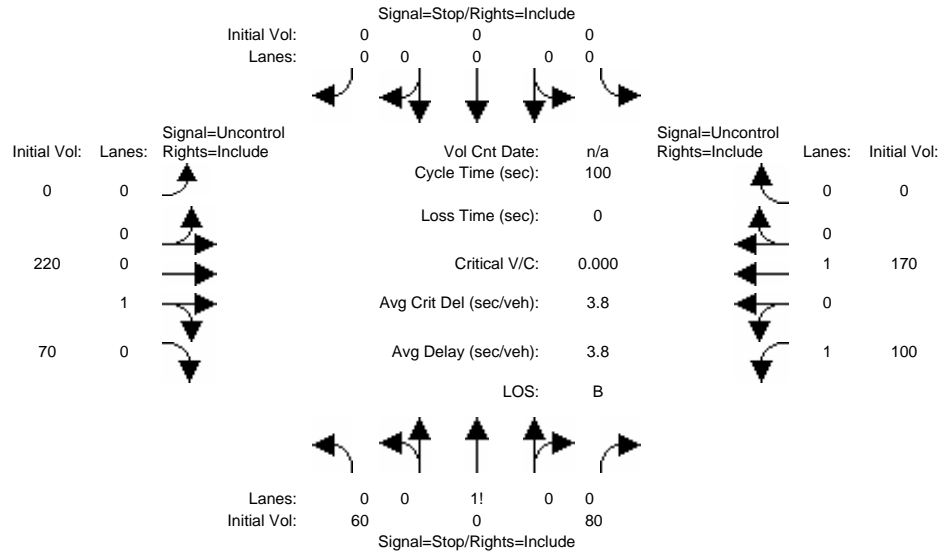 Signal=Stop/Rights=Include
Initial Vol: 0 0 0
Lanes: 0 0 0 0 0
Signal=Uncontrol
Initial Vol: Lanes: Rights=Include
Vol Cnt Date: n/a
Signal=Uncontrol
Rights=Include Lanes: Initial Vol:
0 0
Cycle Time (sec): 100
0 0
0
Loss Time (sec): 0
0
220 0
Critical V/C: 0.000
1 170
1
Avg Crit Del (sec/veh): 3.8
0
70 0
Avg Delay (sec/veh): 3.8
1 100
LOS: B
Lanes: 0 0 1! 0 0
Initial Vol: 60 0 80
Signal=Stop/Rights=Include